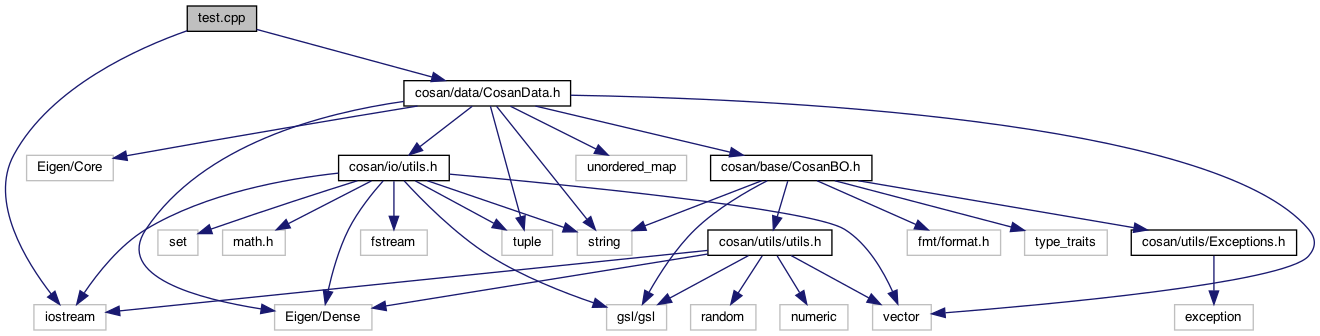 test.cpp
cosan/data/CosanData.h
Eigen/Core
cosan/io/utils.h
unordered_map
cosan/base/CosanBO.h
set
math.h
fstream
tuple
string
cosan/utils/utils.h
fmt/format.h
type_traits
cosan/utils/Exceptions.h
iostream
Eigen/Dense
gsl/gsl
random
numeric
vector
exception